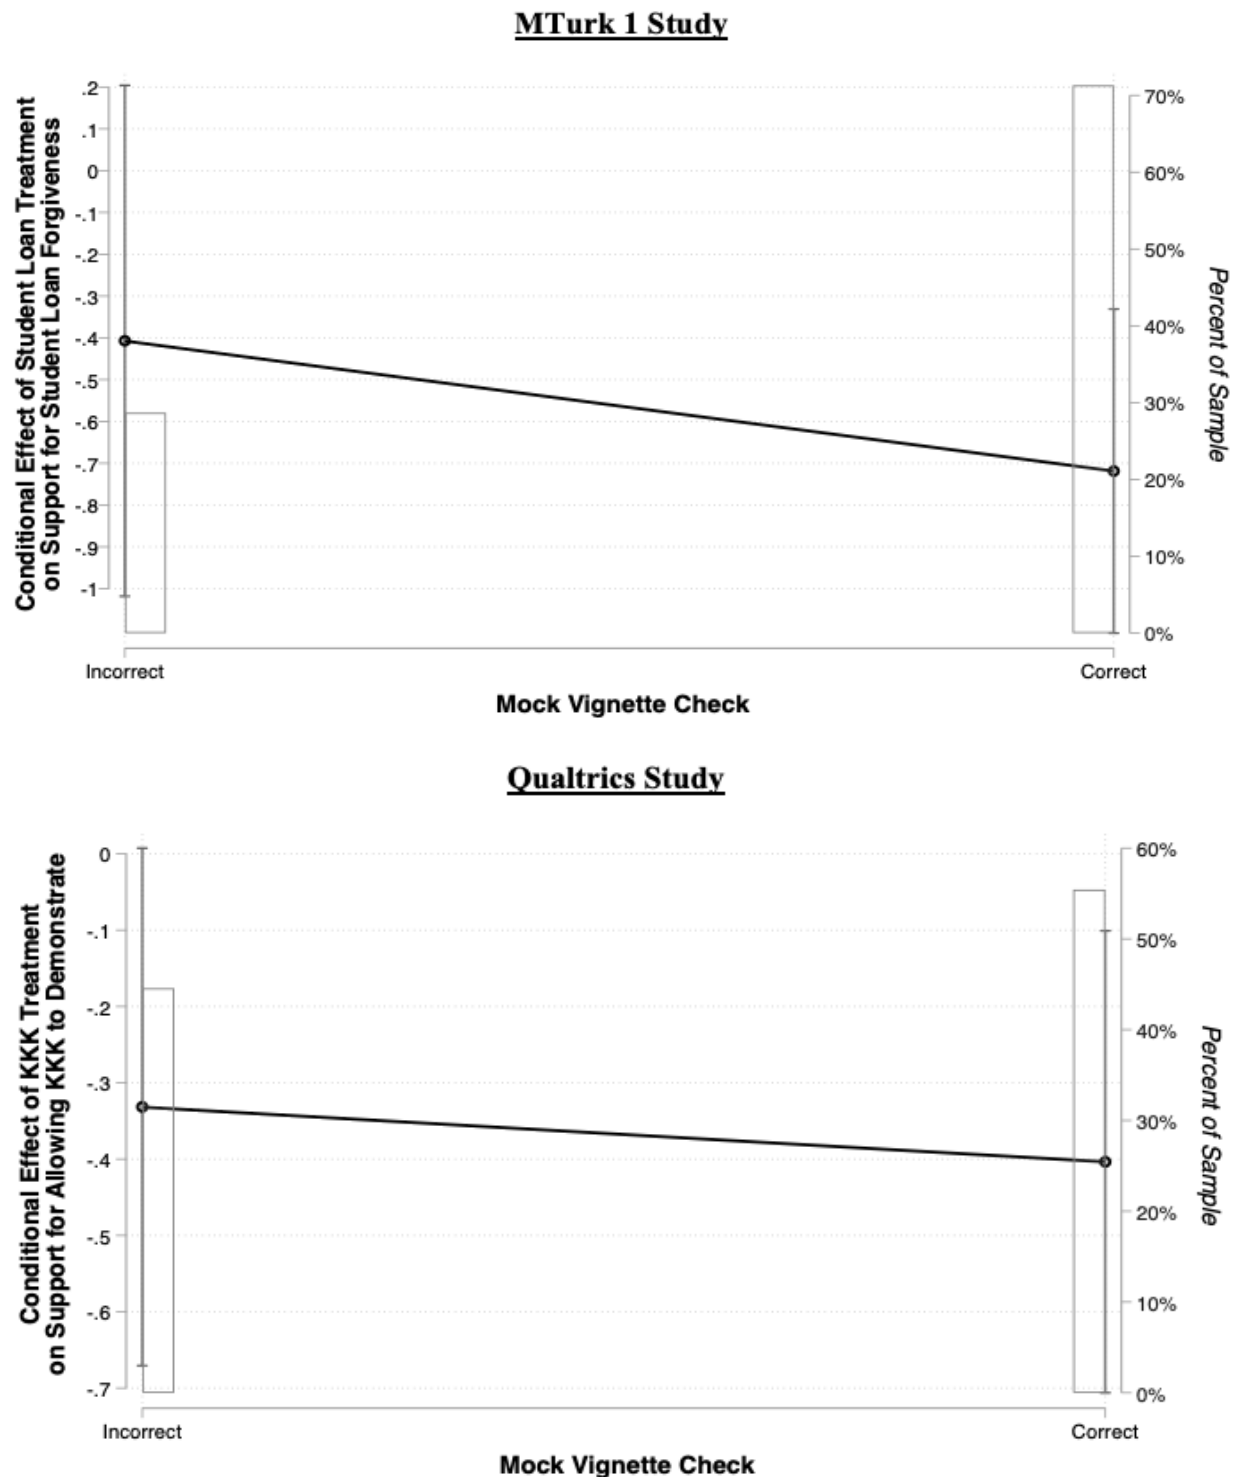 MTurk 1 Study
Conditional Effect of Student Loan Treatment
on Support for Student Loan Forgiveness
.2
.1
0
-.1
-.2
-.3
-.4
-.5
-.6
-.7
-.8
-.9
-1
70%
60%
50%
40%
30%
20%
10%
0%
Percent of Sample
Incorrect
Correct
Mock Vignette Check
Qualtrics Study
Conditional Effect of KKK Treatment
on Support for Allowing KKK to Demonstrate
0
-.1
-.2
-.3
-.4
-.5
-.6
-.7
60%
50%
40%
30%
20%
10%
0%
Percent of Sample
Incorrect
Correct
Mock Vignette Check